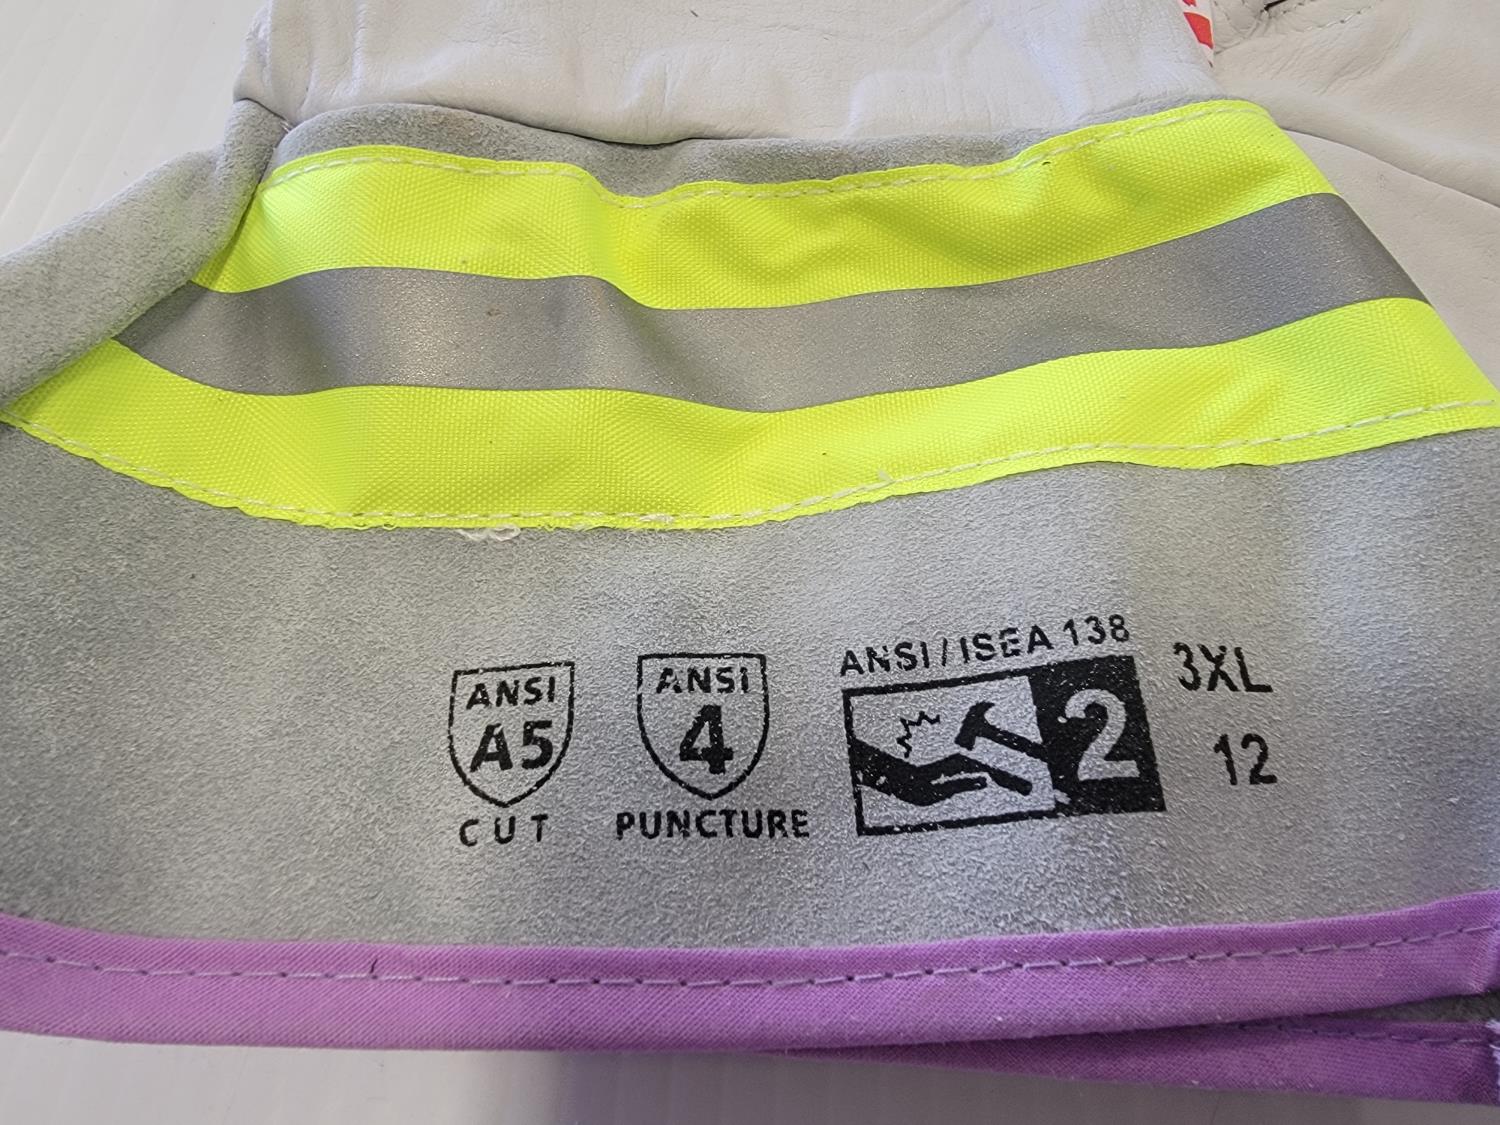 ANSI
A5
CUT
ANSI
4
PUNCTURE
ANSI/ISEA 138
2
3XL
12